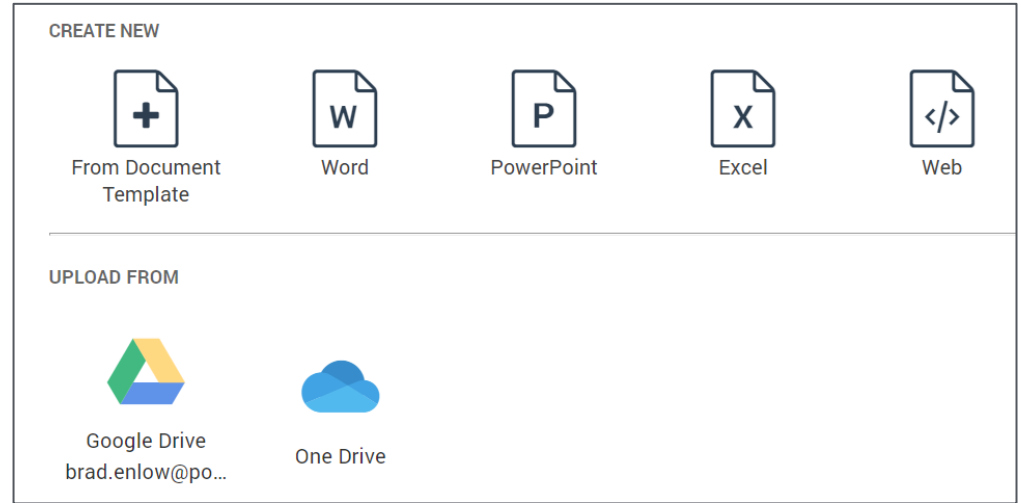 CREATE NEW
+
W
P
X
</>
From Document
Template
Word
PowerPoint
Excel
Web
UPLOAD FROM
Google Drive
brad.enlow@po...
One Drive